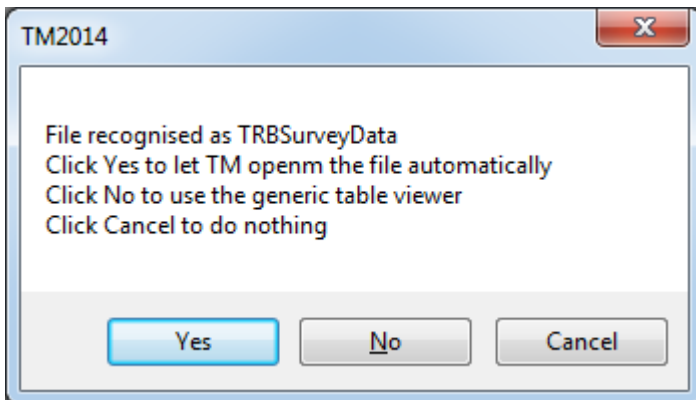 TM2014
File recognised as TRBSurveyData
Click Yes to let TM openm the file automatically
Click No to use the generic table viewer
Click Cancel to do nothing
Yes No Cancel